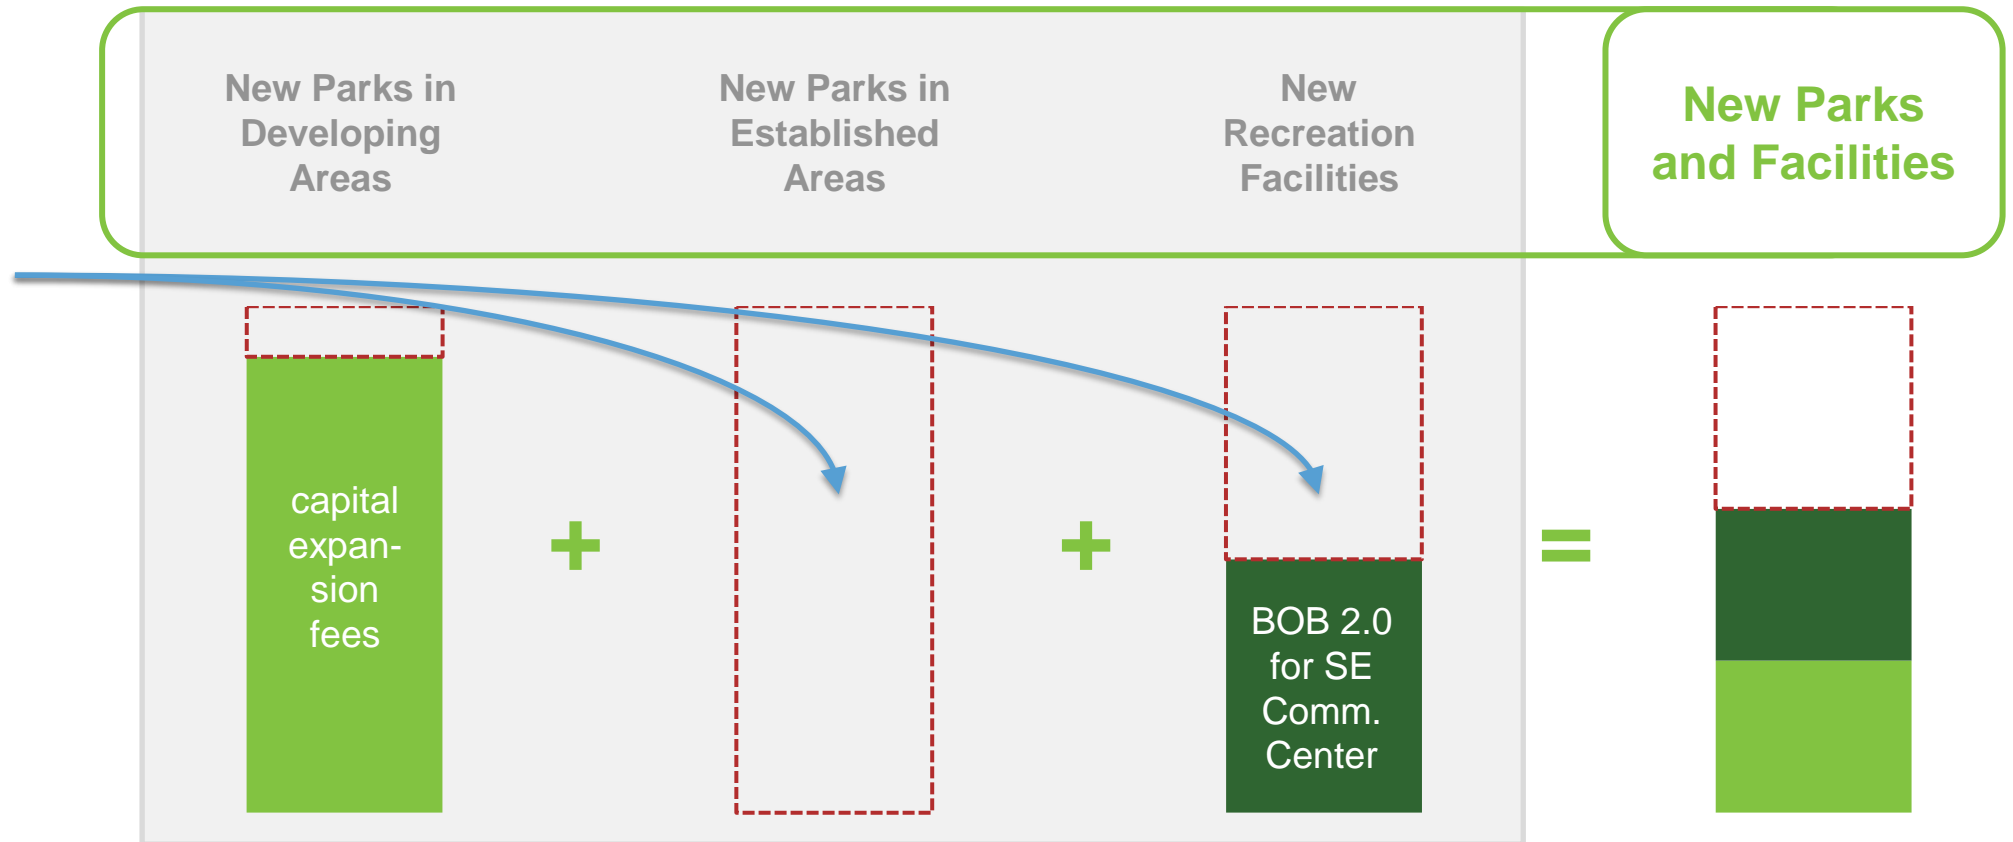 New Parks in
Developing
Areas
New Parks in
Established
Areas
New
Recreation
Facilities
New Parks
and Facilities
capital
expan-
sion
fees
+
+
BOB 2.0
for SE
Comm.
Center
=